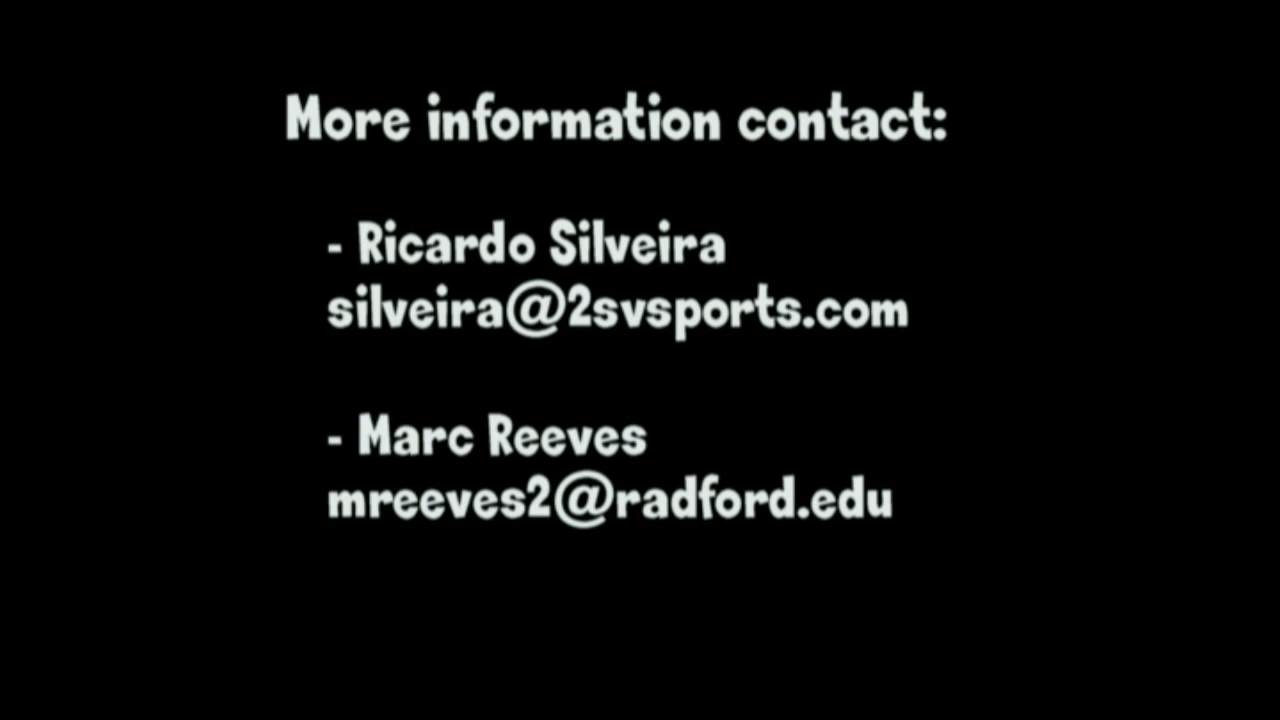 More information contact:
- Ricardo Silveira
silveira@2svsports.com
- Marc Reeves
mreeves2@radford.edu